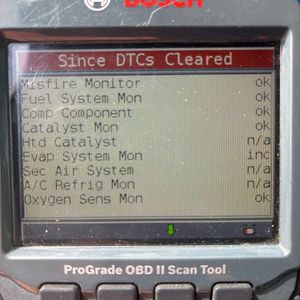 BOSCH
Since DTCs Cleared
Misfire Monitor ok
Fuel System Mon ok
Comp Component ok
Catalyst Mon ok
Htd Catalyst n/a
Evap System Mon inc
Sec Air System n/a
A/C Refrig Mon n/a
Oxygen Sens Mon ok
ProGrade OBD II Scan Tool